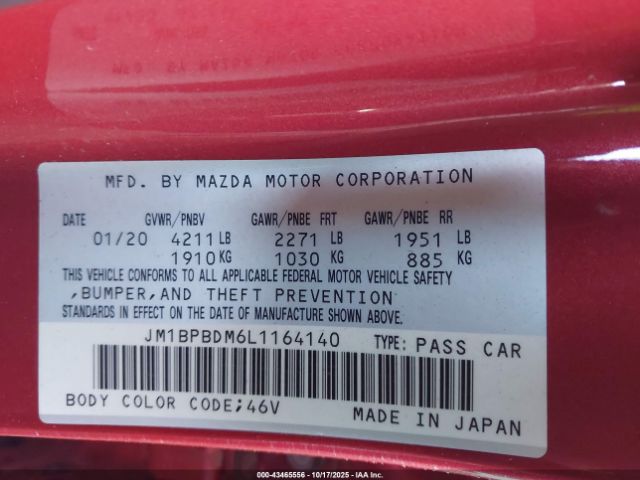 MFD. BY MAZDA MOTOR CORPORATION
DATE GVWR/PNBV GAWR/PNBE FRT GAWR/PNBE RR
01/20 4211 LB 2271 LB 1951 LB
1910 KG 1030 KG 885 KG
THIS VEHICLE CONFORMS TO ALL APPLICABLE FEDERAL MOTOR VEHICLE SAFETY
,BUMPER,AND THEFT PREVENTION
STANDARDS IN EFFECT ON THE DATE OF MANUFACTURE SHOWN ABOVE.
JM1BPBDM6L1164140 TYPE: PASS CAR
BODY COLOR CODE;46V
MADE IN JAPAN
© 2000-43465556 - 10/17/2025 - IAA Inc.